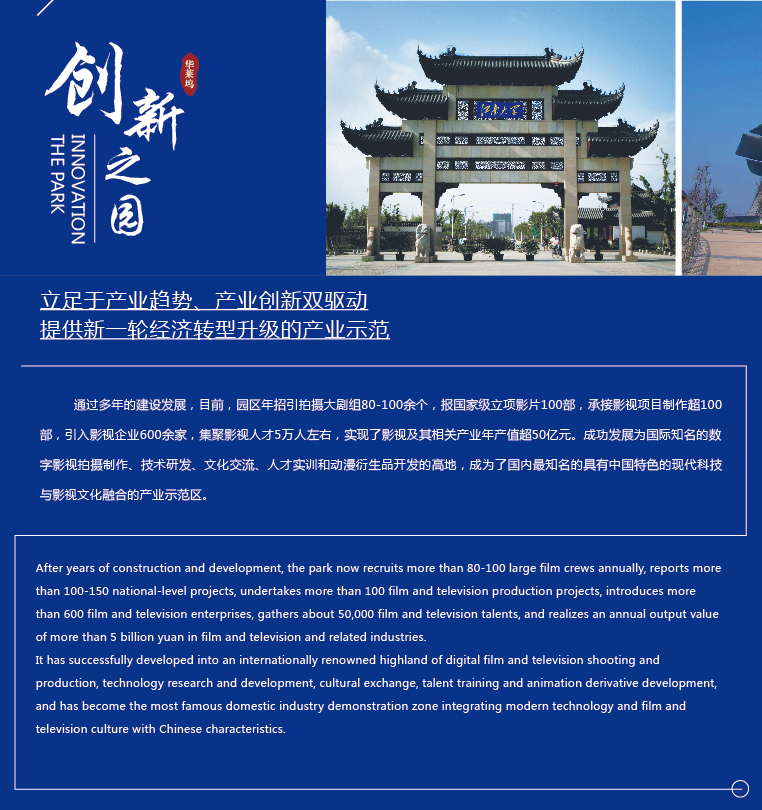 创新之园
华莱坞
INNOVATION
THE PARK
立足于产业趋势、产业创新双驱动
提供新一轮经济转型升级的产业示范
通过多年的建设发展，目前，园区年招引拍摄大剧组80-100余个，报国家级立项影片100部，承接影视项目制作超100
部，引入影视企业600余家，集聚影视人才5万人左右，实现了影视及其相关产业年产值超50亿元。成功发展为国际知名的数
字影视拍摄制作、技术研发、文化交流、人才实训和动漫衍生品开发的高地，成为了国内最知名的具有中国特色的现代科技
与影视文化融合的产业示范区。
After years of construction and development, the park now recruits more than 80-100 large film crews annually, reports more
than 100-150 national-level projects, undertakes more than 100 film and television production projects, introduces more
than 600 film and television enterprises, gathers about 50,000 film and television talents, and realizes an annual output value
of more than 5 billion yuan in film and television and related industries.
It has successfully developed into an internationally renowned highland of digital film and television shooting and
production, technology research and development, cultural exchange, talent training and animation derivative development,
and has become the most famous domestic industry demonstration zone integrating modern technology and film and
television culture with Chinese characteristics.